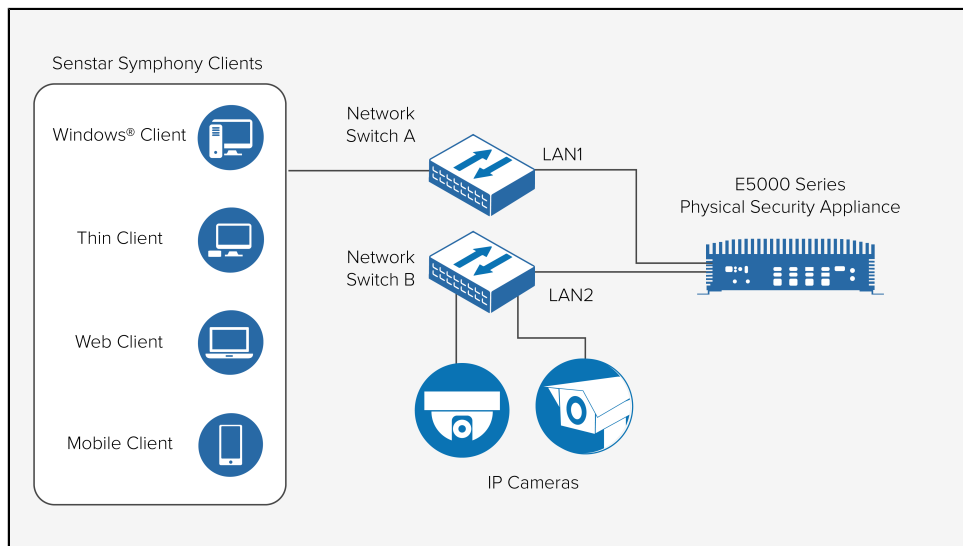 Senstar Symphony Clients
Windows® Client
Thin Client
Web Client
Mobile Client
Network
Switch A
LAN1
Network
Switch B
LAN2
IP Cameras
E5000 Series
Physical Security Appliance